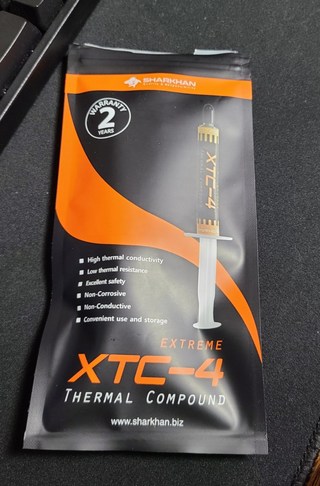 SHARKHAN
WARRANTY
2
YEARS
XTC-4
High thermal conductivity
Low thermal resistance
Excellent safety
Non-Corrosive
Non-Conductive
Convenient use and storage
EXTREME
XTC-4
THERMAL COMPOUND
www.sharkhan.biz